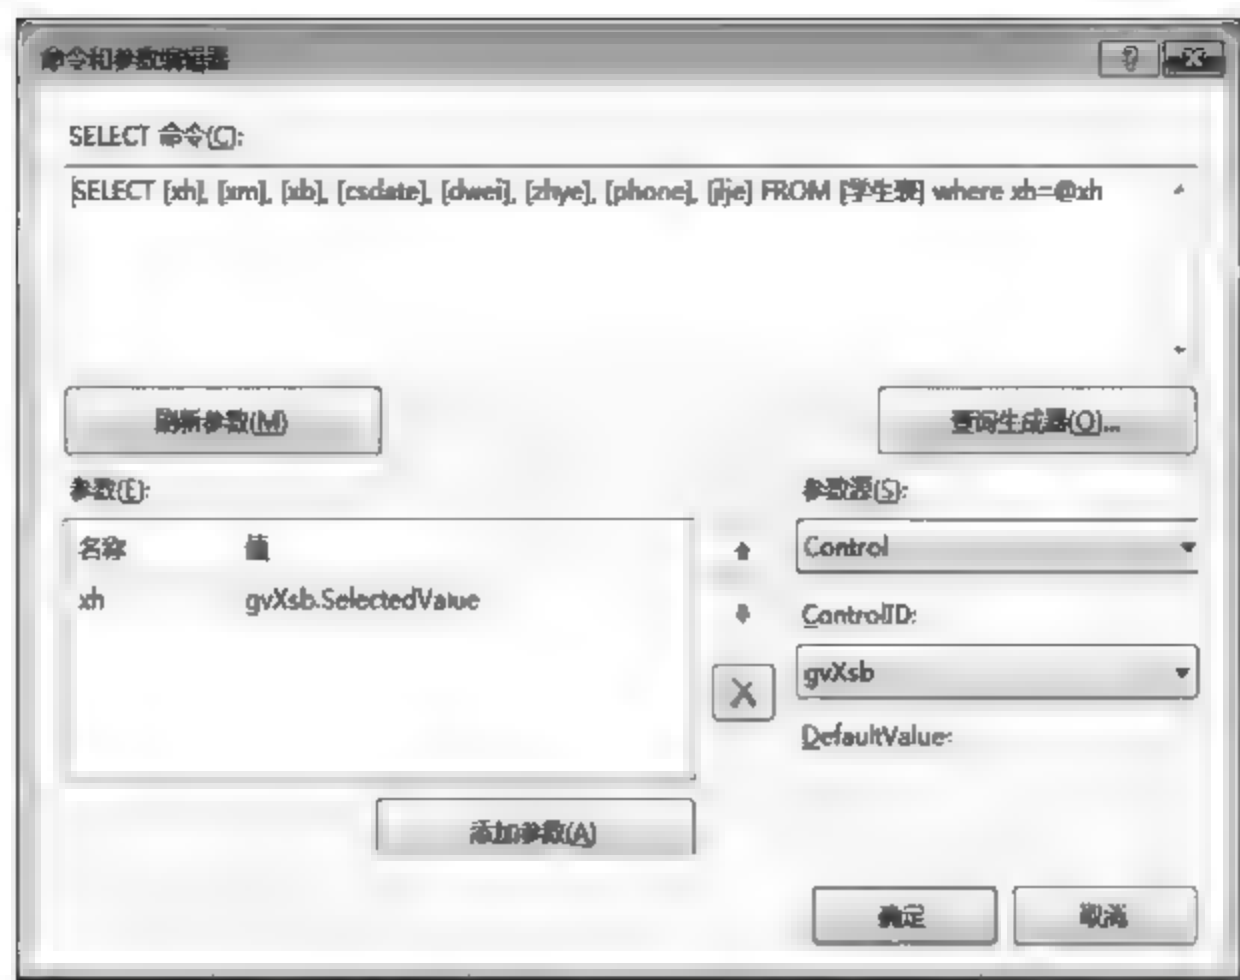 命令和参数编辑器
SELECT 命令(C):
SELECT [xh], [xm], [xb], [csdate], [dwei], [zhye], [phone], [jlje] FROM [学生表] where xh=@xh
刷新参数(M)
查询生成器(Q)...
参数(E):
参数源(S):
名称 值
Control
xh gvXsb.SelectedValue
ControlID:
gvXsb
DefaultValue:
添加参数(A)
确定
取消